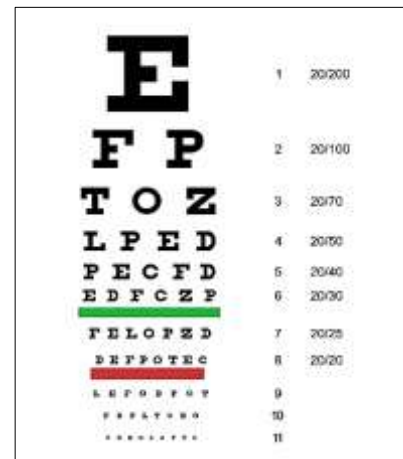 E 1 20/200
F P 2 20/100
T O Z 3 20/70
L P E D 4 20/50
P E C F D 5 20/40
E D F C Z P 6 20/30
F E L O P Z D 7 20/25
D E F P O T E C 8 20/20
L E F O D P C T 9
10
11